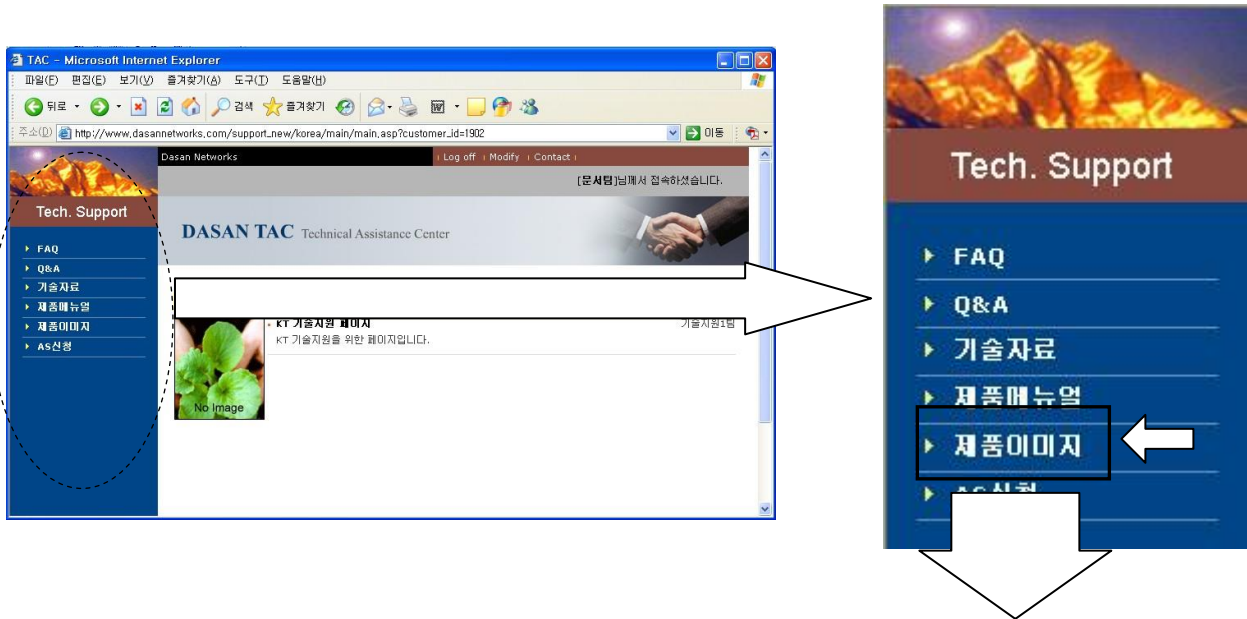 TAC - Microsoft Internet Explorer
파일(F) 편집(E) 보기(V) 즐겨찾기(A) 도구(T) 도움말(H)
뒤로 검색 즐겨찾기
주소(D) http://www.dasannetworks.com/support_new/korea/main/main.asp?customer_id=1902 이동
Dasan Networks Log off Modify Contact
[문서팀]님께서 접속하셨습니다.
Tech. Support
DASAN TAC Technical Assistance Center
FAQ
Q&A
기술자료
제품메뉴얼
제품이미지
AS신청
KT 기술지원 페이지 기술지원1팀
KT 기술지원을 위한 페이지입니다.
No Image
Tech. Support
FAQ
Q&A
기술자료
제품메뉴얼
제품이미지
AS신청